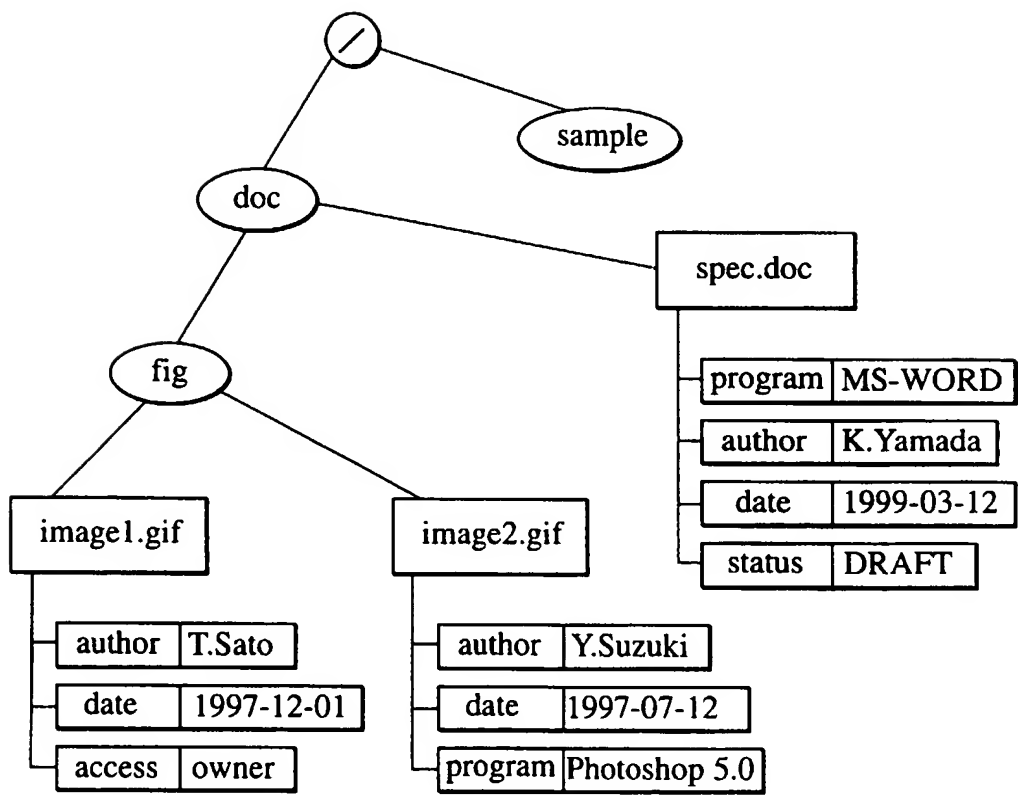 /
sample
doc
spec.doc
program MS-WORD
author K.Yamada
date 1999-03-12
status DRAFT
fig
image1.gif
author T.Sato
date 1997-12-01
access owner
image2.gif
author Y.Suzuki
date 1997-07-12
program Photoshop 5.0